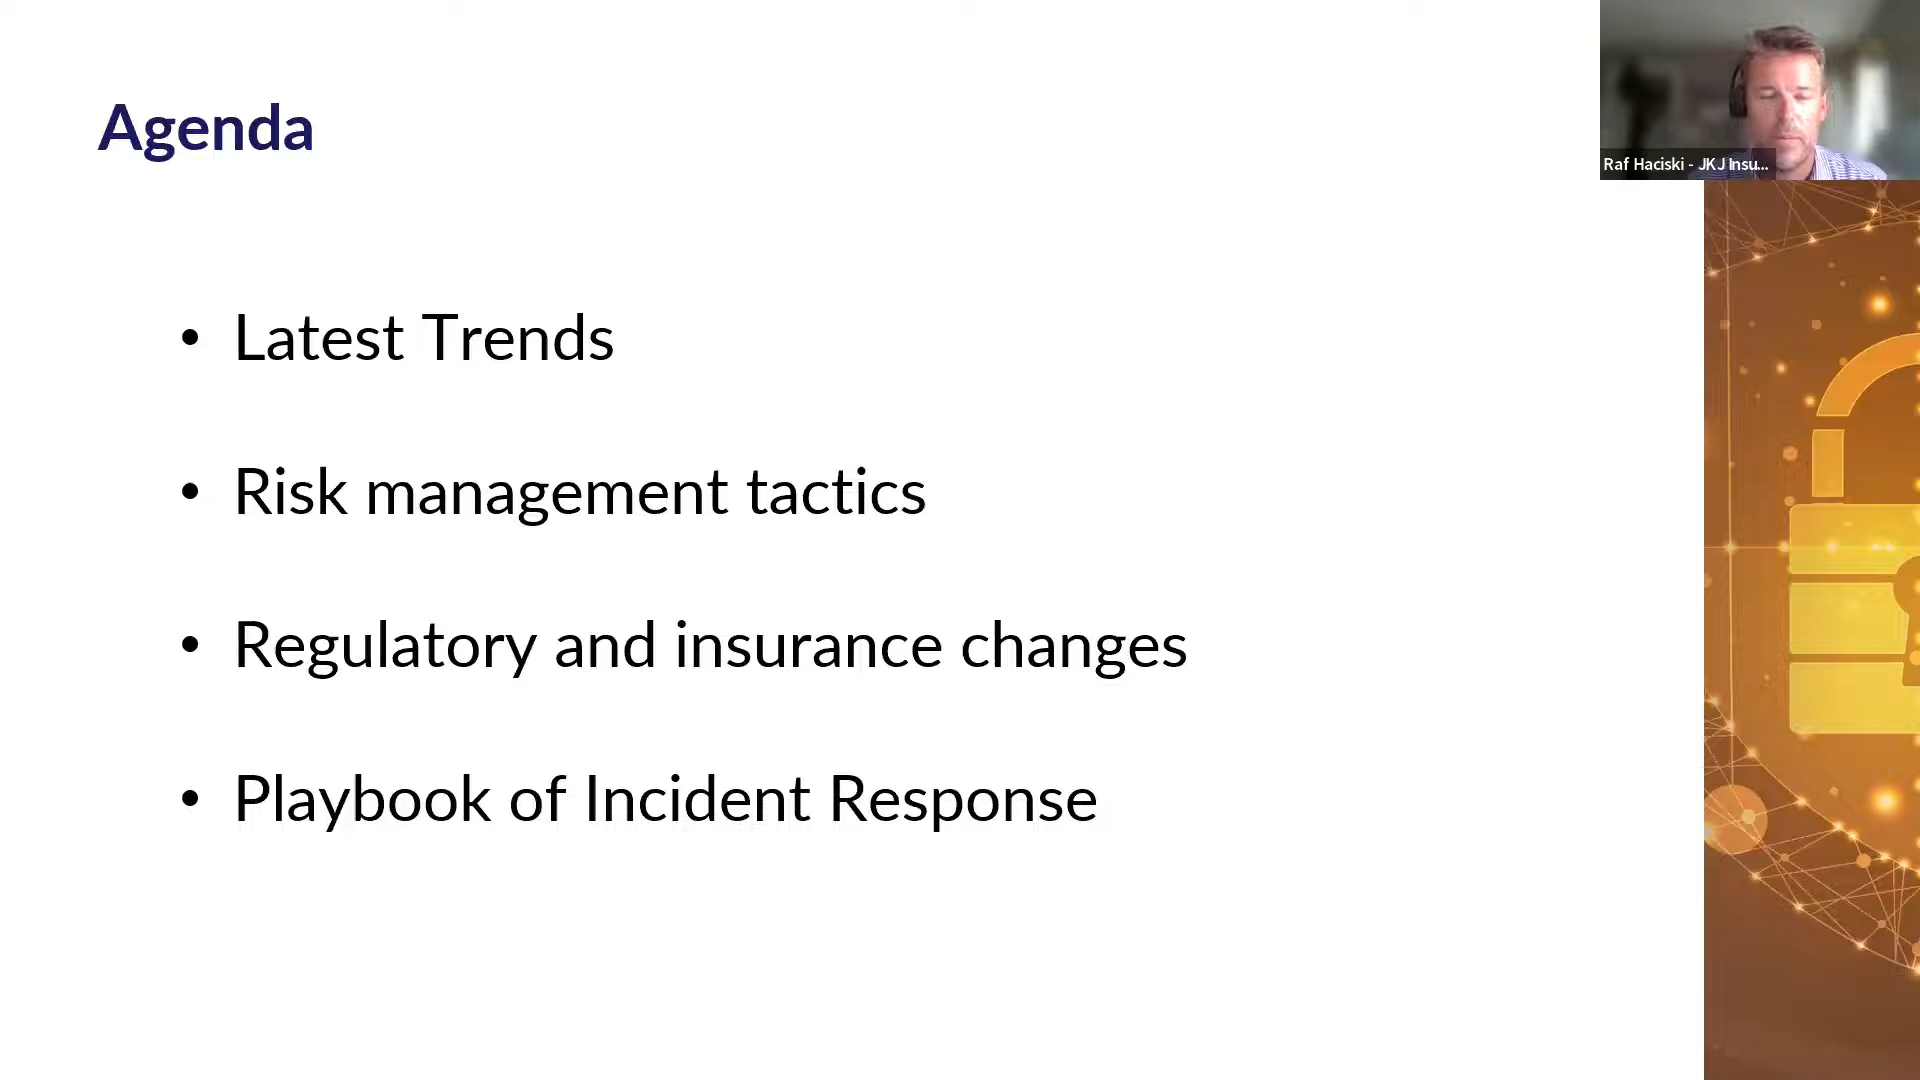 Agenda
Raf Haciski - JKJ Insu...
• Latest Trends
• Risk management tactics
• Regulatory and insurance changes
• Playbook of Incident Response